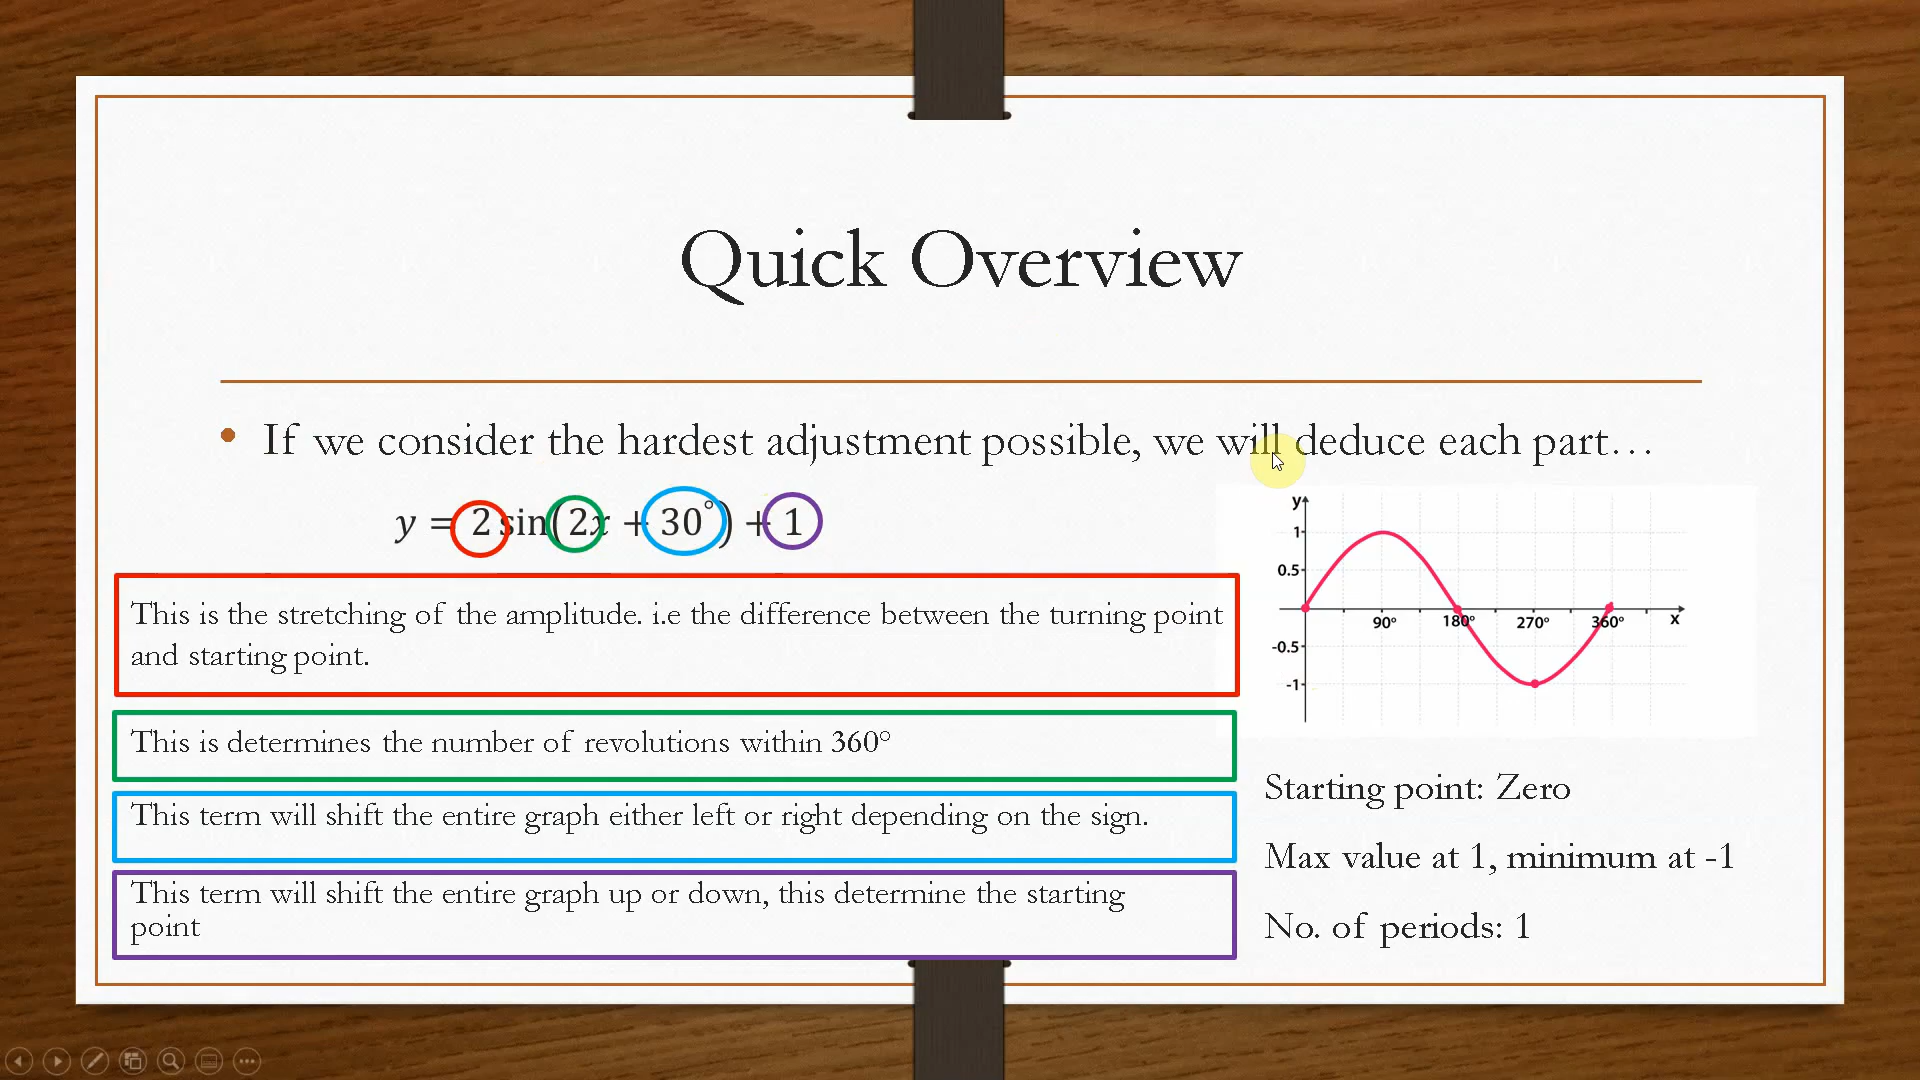 Quick Overview
• If we consider the hardest adjustment possible, we will deduce each part…
y = 2 sin(2x + 30°) + 1
This is the stretching of the amplitude. i.e the difference between the turning point
and starting point.
This is determines the number of revolutions within 360°
This term will shift the entire graph either left or right depending on the sign.
This term will shift the entire graph up or down, this determine the starting
point
y
1
0.5
-0.5
-1
90°
180°
270°
360°
x
Starting point: Zero
Max value at 1, minimum at -1
No. of periods: 1